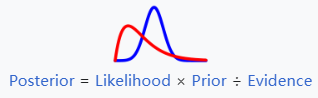 Posterior = Likelihood × Prior ÷ Evidence